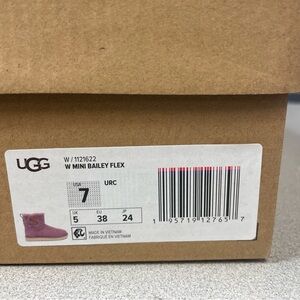 UGG
W / 1121622
W MINI BAILEY FLEX
USA
7
URC
UK
5
EU
38
JP
24
1 95719 12765 7
MADE IN VIETNAM
FABRIQUÉ EN VIETNAM